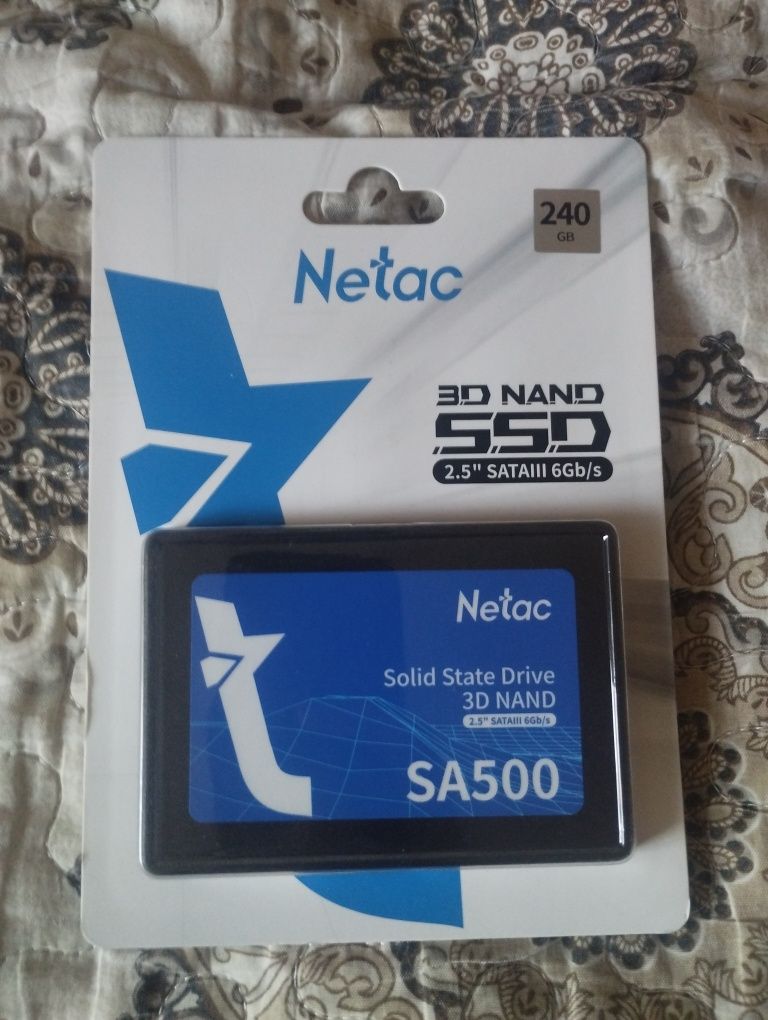 240
GB
Netac
3D NAND
SSD
2.5" SATAIII 6Gb/s
Netac
Solid State Drive
3D NAND
2.5" SATAIII 6Gb/s
SA500